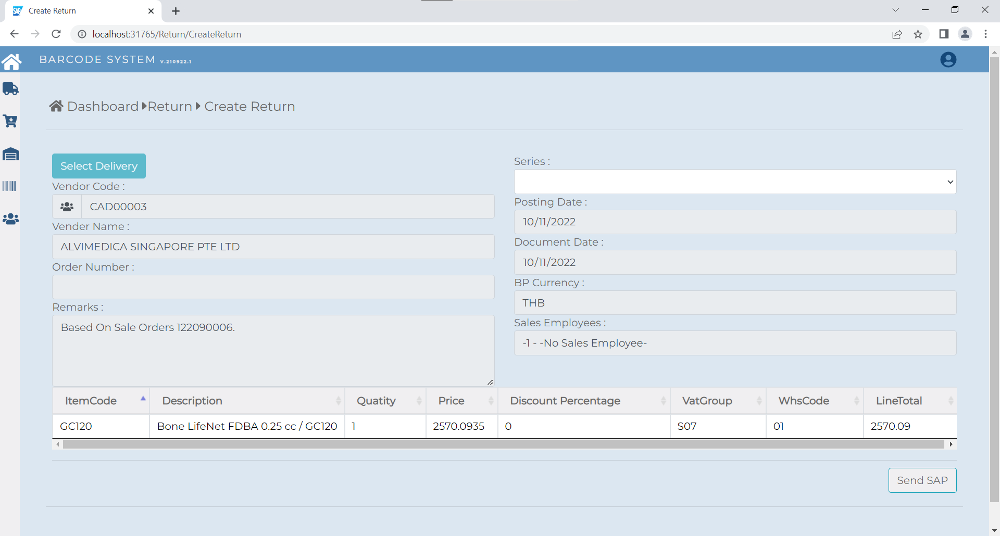 SAP Create Return
localhost:31765/Return/CreateReturn
BARCODE SYSTEM V.210922.1
Dashboard Return Create Return
Select Delivery
Vendor Code :
CAD00003
Vender Name :
ALVIMEDICA SINGAPORE PTE LTD
Order Number :
Remarks :
Based On Sale Orders 122090006.
Series :
Posting Date :
10/11/2022
Document Date :
10/11/2022
BP Currency :
THB
Sales Employees :
-1 - -No Sales Employee-
ItemCode Description Quatity Price Discount Percentage VatGroup WhsCode LineTotal
GC120 Bone LifeNet FDBA 0.25 cc / GC120 1 2570.0935 0 S07 01 2570.09
Send SAP